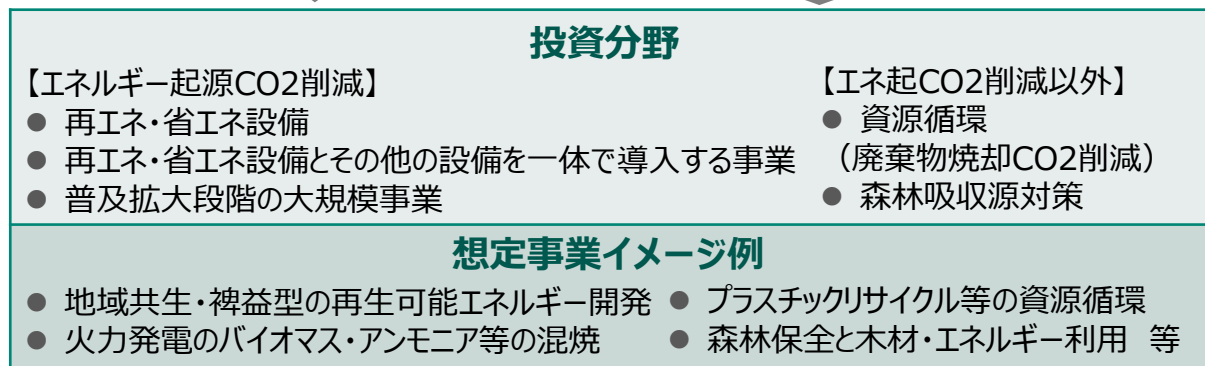 投資分野
【エネルギー起源CO2削減】
● 再エネ・省エネ設備
● 再エネ・省エネ設備とその他の設備を一体で導入する事業
● 普及拡大段階の大規模事業
【エネ起CO2削減以外】
● 資源循環
（廃棄物焼却CO2削減）
● 森林吸収源対策
想定事業イメージ例
● 地域共生・裨益型の再生可能エネルギー開発
● 火力発電のバイオマス・アンモニア等の混焼
● プラスチックリサイクル等の資源循環
● 森林保全と木材・エネルギー利用　等